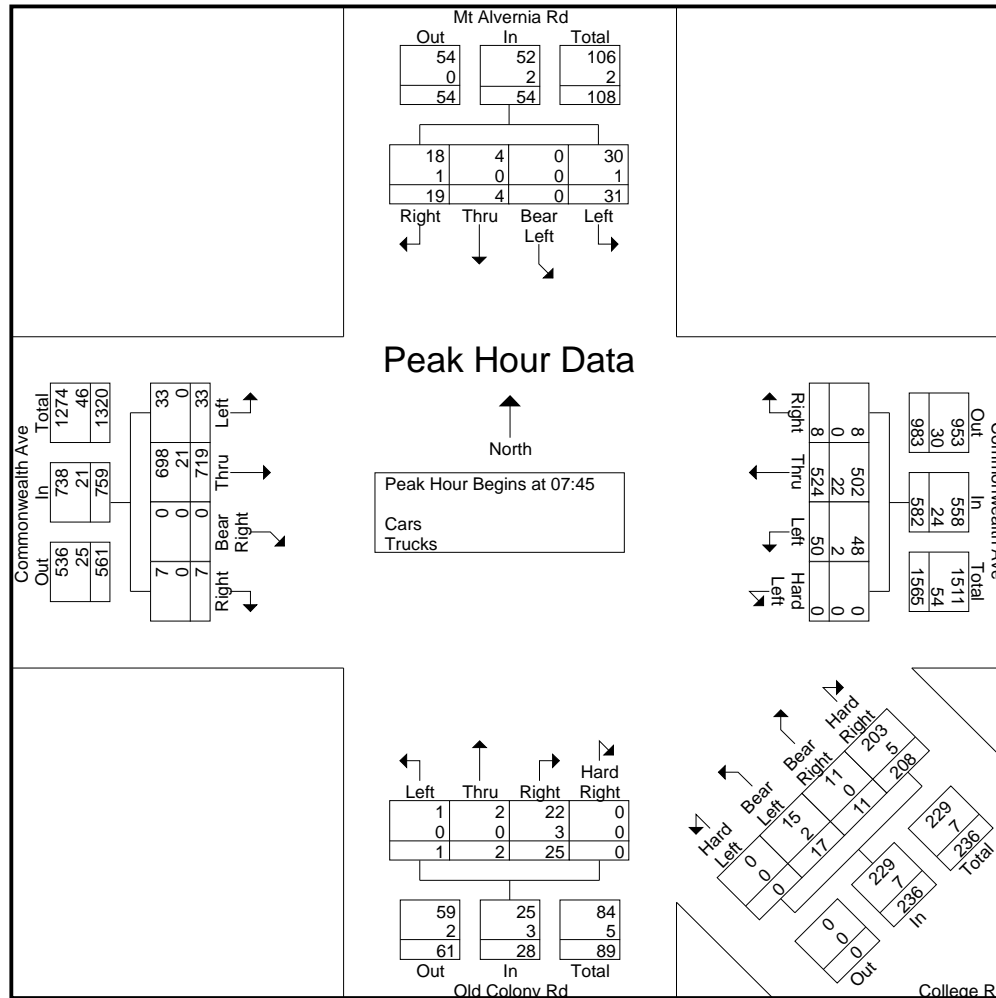 Mt Alvernia Rd
Out In Total
54 52 106
0 2 2
54 54 108
18 4 0 30
1 0 0 1
19 4 0 31
Right Thru Bear Left Left
Peak Hour Data
North
Peak Hour Begins at 07:45
Cars
Trucks
Commonwealth Ave
Total In Out
1274 738 536
46 21 25
1320 759 561
33 698 0 7
0 21 0 0
33 719 0 7
Left Thru Bear Right Right
Commonwealth Ave
Out In Total
953 558 1511
30 24 54
983 582 1565
8 502 48 0
0 22 2 0
8 524 50 0
Right Thru Left Hard Left
Left Thru Right Hard Right
1 2 22 0
0 0 3 0
1 2 25 0
59 25 84
2 3 5
61 28 89
Out In Total
Old Colony Rd
Hard Left Bear Left Bear Right Hard Right
0 15 11 203
0 2 0 5
0 17 11 208
0 229 229
0 7 7
0 236 236
Out In Total
College R